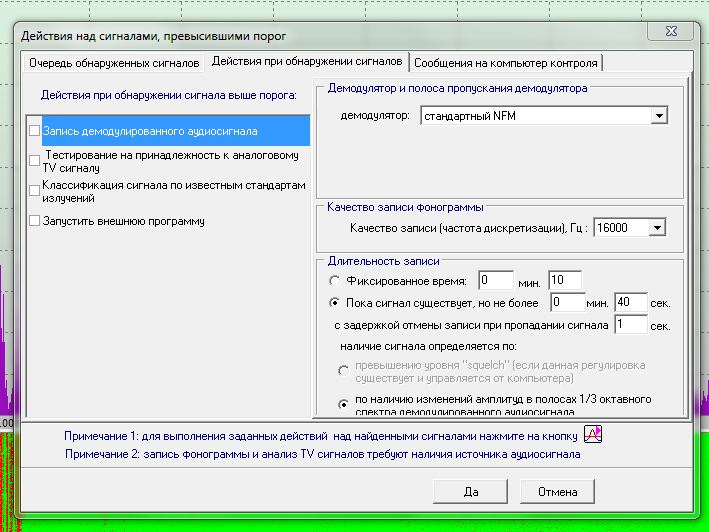 Действия над сигналами, превысившими порог
Очередь обнаруженных сигналов
Действия при обнаружении сигналов
Сообщения на компьютер контроля
Действия при обнаружении сигнала выше порога:
Запись демодулированного аудиосигнала
Тестирование на принадлежность к аналоговому
TV сигналу
Классификация сигнала по известным стандартам
излучений
Запустить внешнюю программу
Демодулятор и полоса пропускания демодулятора
демодулятор: стандартный NFM
Качество записи фонограммы
Качество записи (частота дискретизации), Гц : 16000
Длительность записи
Фиксированное время: 0 мин. 10
Пока сигнал существует, но не более 0 мин. 40 сек.
с задержкой отмены записи при пропадании сигнала 1 сек.
наличие сигнала определяется по:
превышению уровня "squelch" (если данная регулировка
существует и управляется от компьютера)
по наличию изменений амплитуд в полосах 1/3 октавного
спектра демодулированного аудиосигнала
.00
Примечание 1: для выполнения заданных действий над найденными сигналами нажмите на кнопку
Примечание 2: запись фонограммы и анализ TV сигналов требуют наличия источника аудиосигнала
Да
Отмена